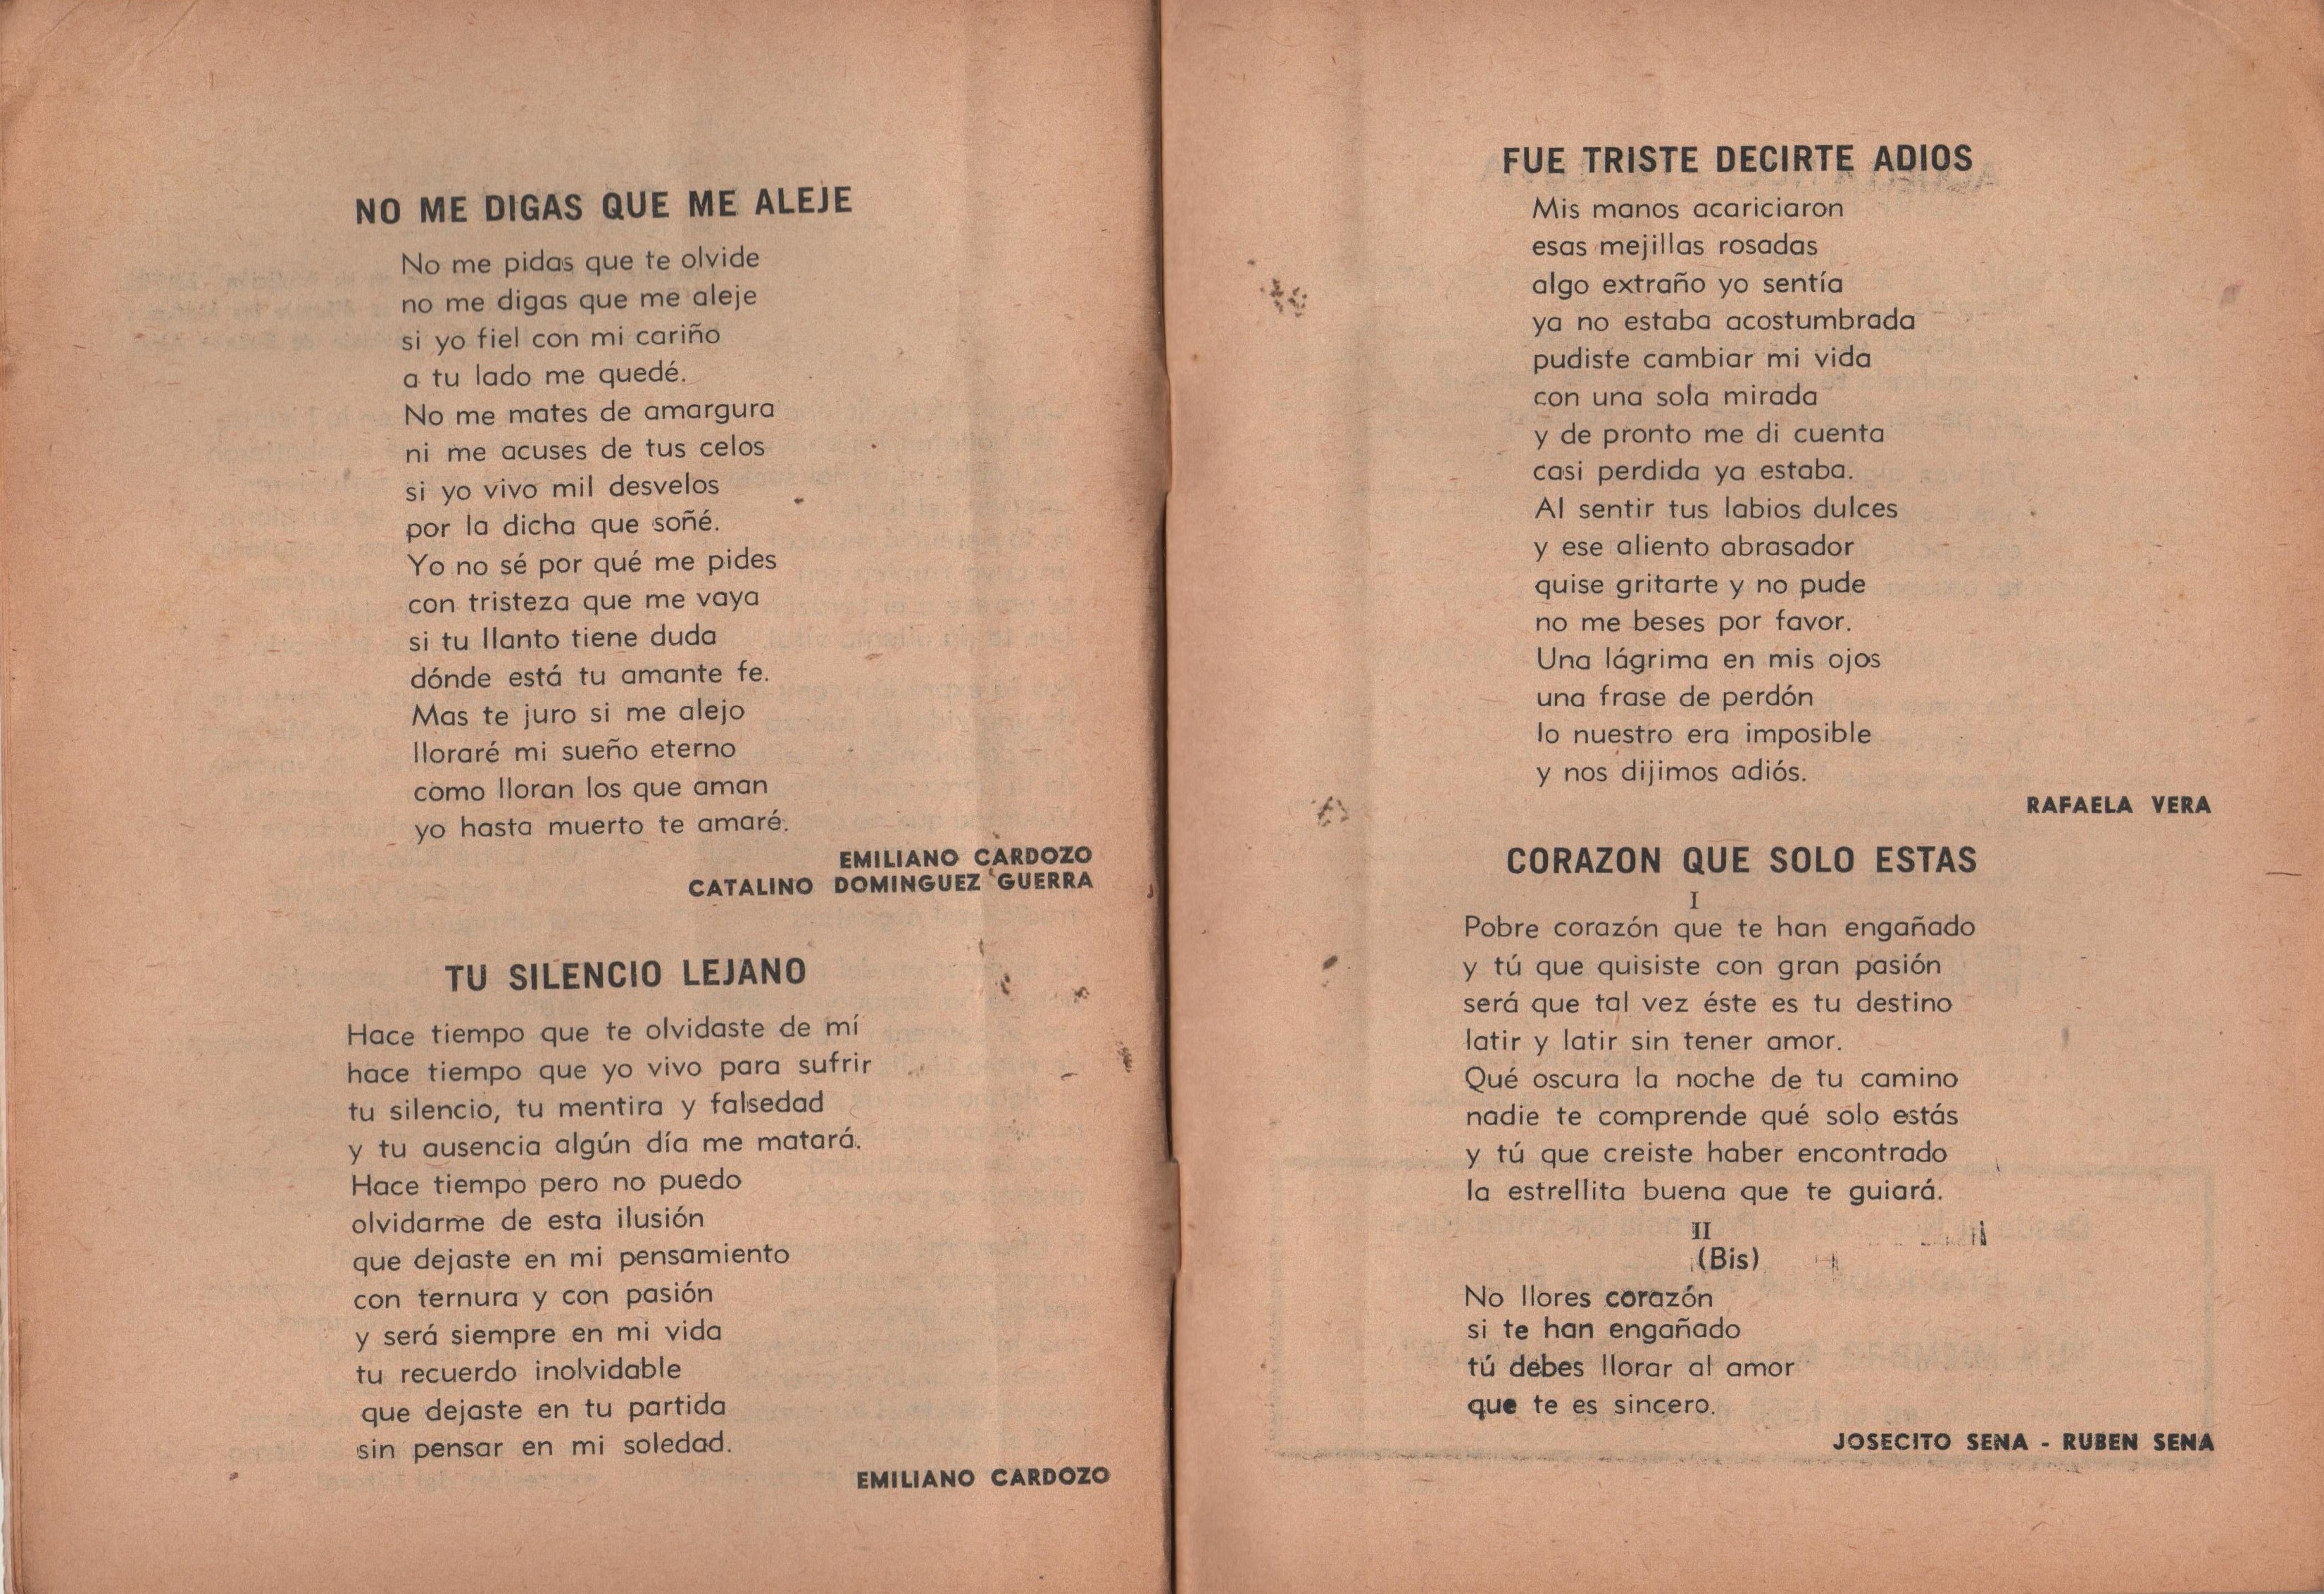 NO ME DIGAS QUE ME ALEJE
No me pidas que te olvide
no me digas que me aleje
si yo fiel con mi cariño
a tu lado me quedé.
No me mates de amargura
ni me acuses de tus celos
si yo vivo mil desvelos
por la dicha que soñé.
Yo no sé por qué me pides
con tristeza que me vaya
si tu llanto tiene duda
dónde está tu amante fe.
Mas te juro si me alejo
lloraré mi sueño eterno
como lloran los que aman
yo hasta muerto te amaré.
EMILIANO CARDOZO
CATALINO DOMINGUEZ GUERRA
TU SILENCIO LEJANO
Hace tiempo que te olvidaste de mí
hace tiempo que yo vivo para sufrir
tu silencio, tu mentira y falsedad
y tu ausencia algún día me matará.
Hace tiempo pero no puedo
olvidarme de esta ilusión
que dejaste en mi pensamiento
con ternura y con pasión
y será siempre en mi vida
tu recuerdo inolvidable
que dejaste en tu partida
sin pensar en mi soledad.
EMILIANO CARDOZO
FUE TRISTE DECIRTE ADIOS
Mis manos acariciaron
esas mejillas rosadas
algo extraño yo sentía
ya no estaba acostumbrada
pudiste cambiar mi vida
con una sola mirada
y de pronto me di cuenta
casi perdida ya estaba.
Al sentir tus labios dulces
y ese aliento abrasador
quise gritarte y no pude
no me beses por favor.
Una lágrima en mis ojos
una frase de perdón
lo nuestro era imposible
y nos dijimos adiós.
RAFAELA VERA
CORAZON QUE SOLO ESTAS
I
Pobre corazón que te han engañado
y tú que quisiste con gran pasión
será que tal vez éste es tu destino
latir y latir sin tener amor.
Qué oscura la noche de tu camino
nadie te comprende qué solo estás
y tú que creiste haber encontrado
la estrellita buena que te guiará.
II
(Bis)
No llores corazón
si te han engañado
tú debes llorar al amor
que te es sincero.
JOSECITO SENA - RUBEN SENA